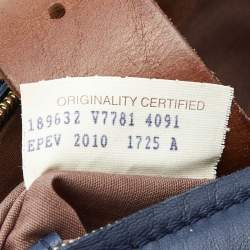 ORIGINALITY CERTIFIED
189632 V7781 4091
EPEV 2010 1725 A